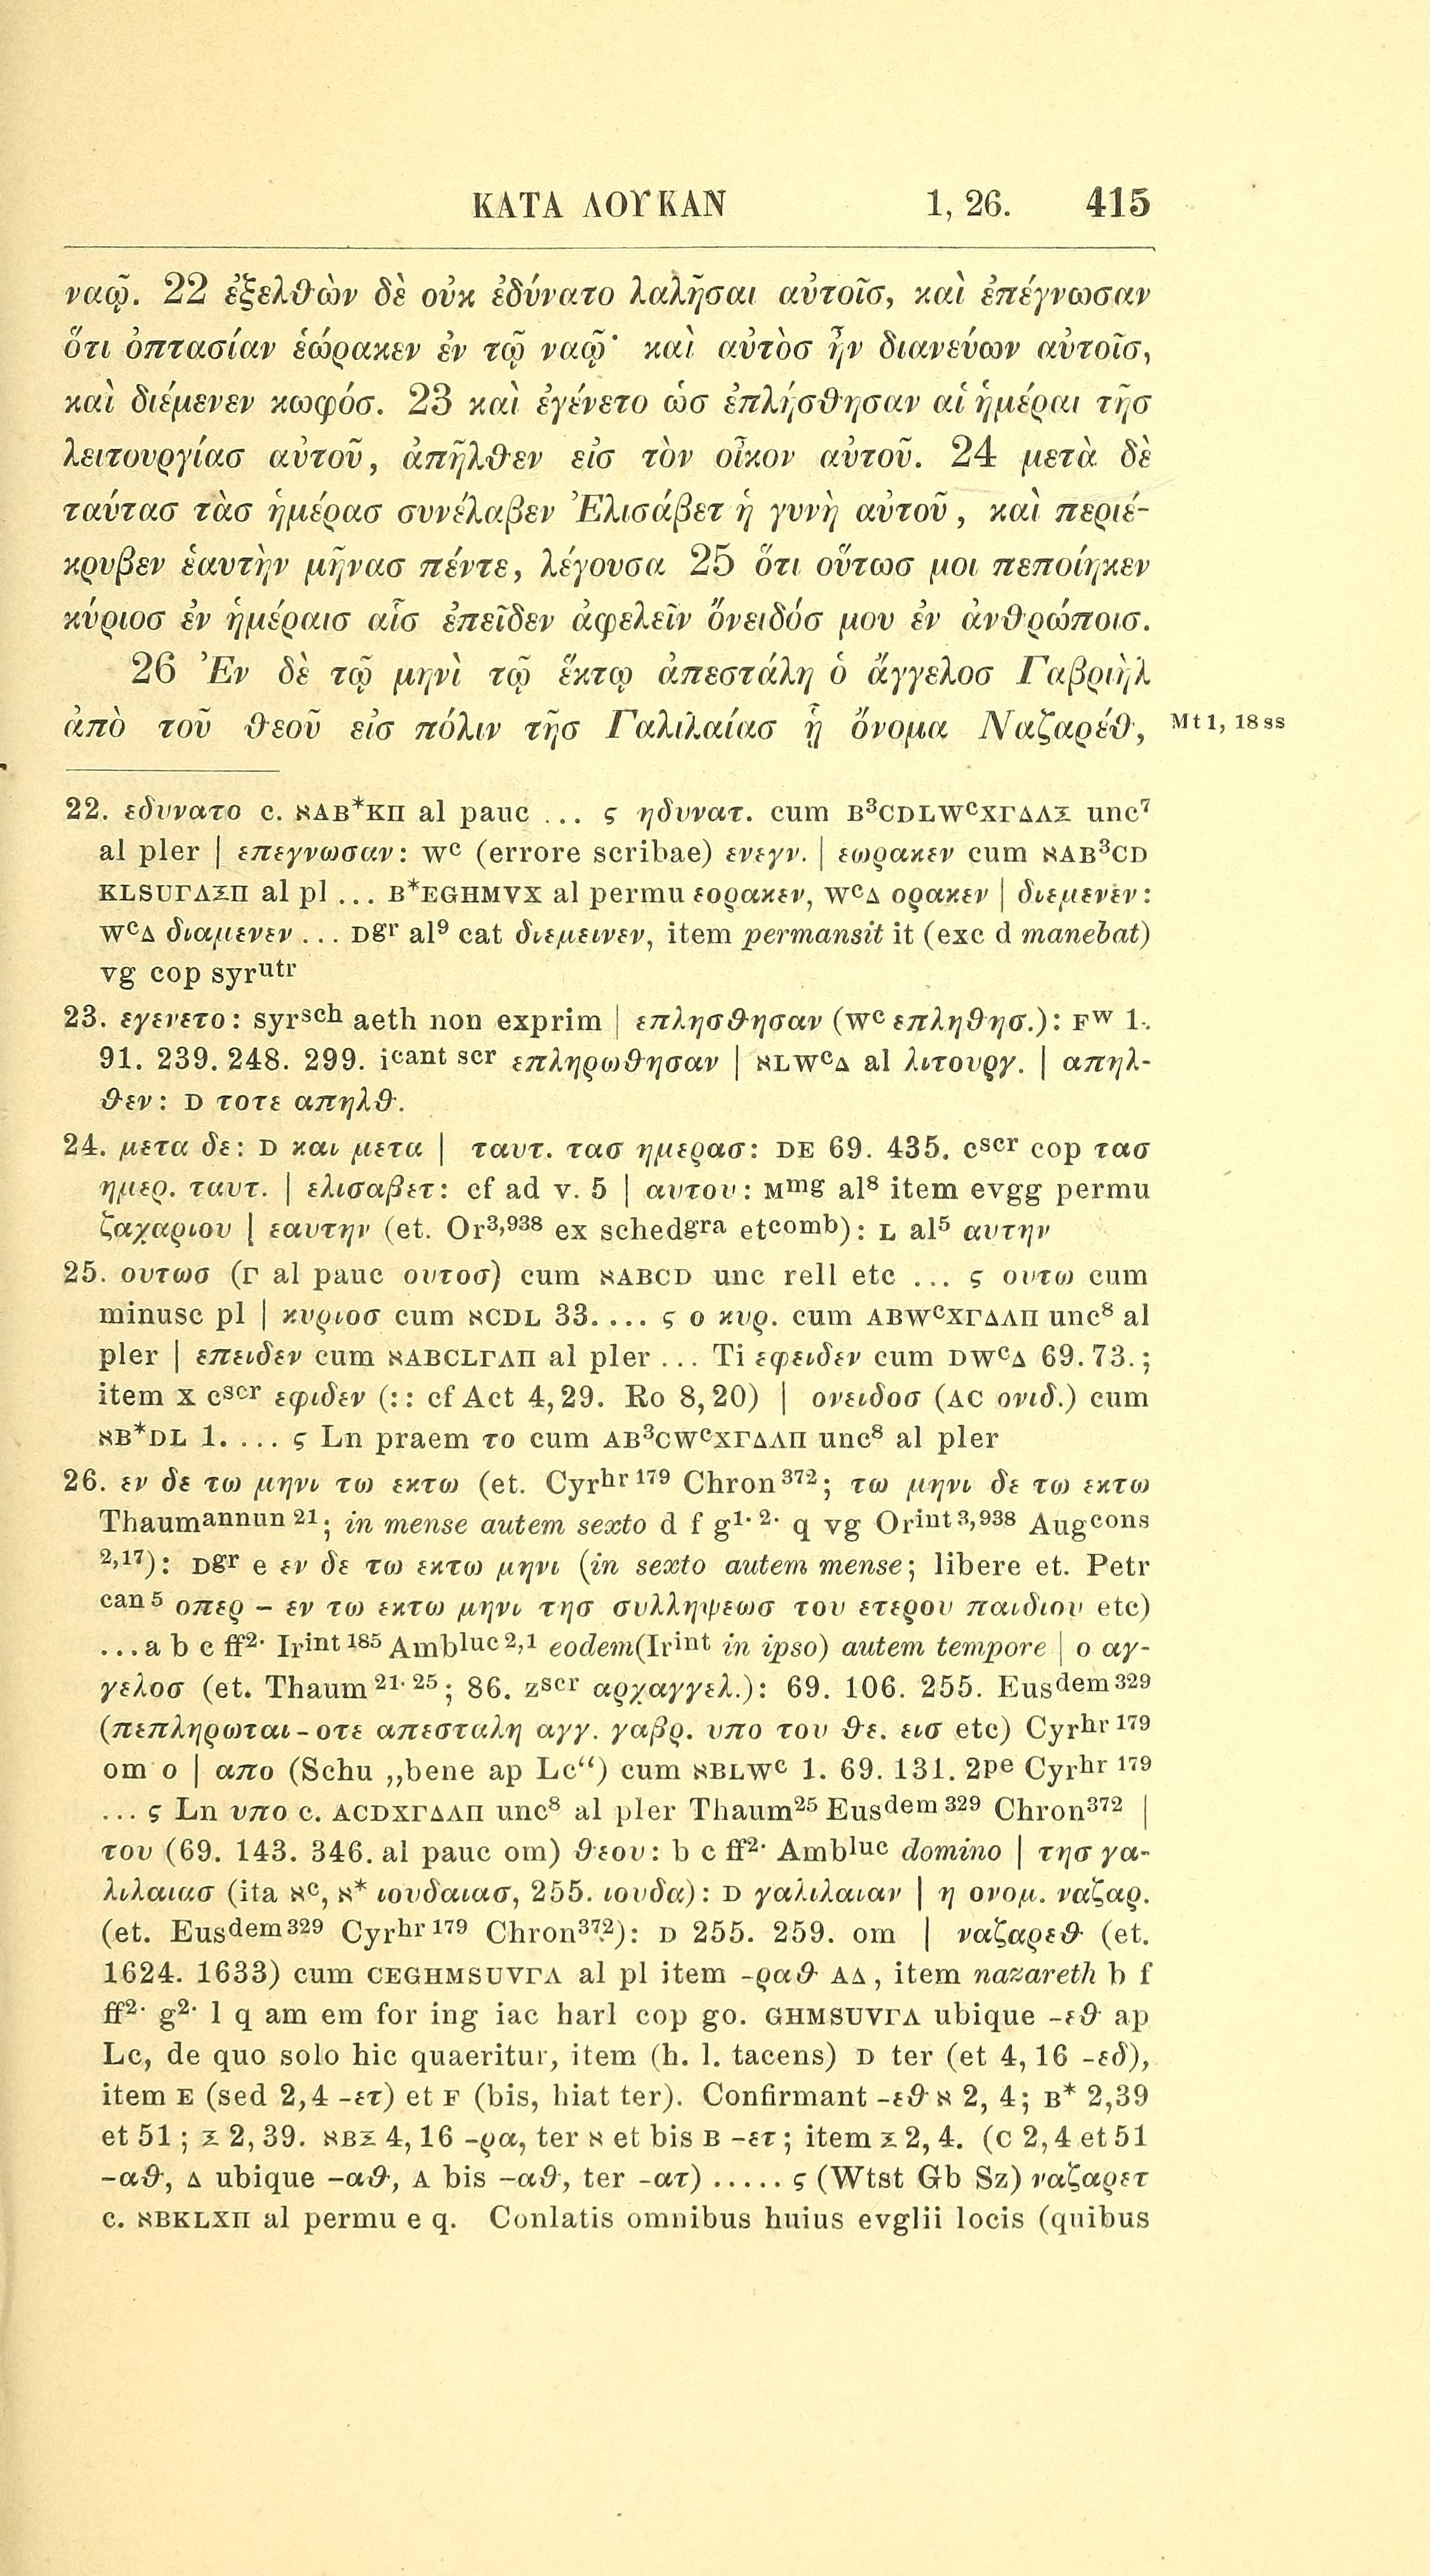 ΚΑΤΑ ΛΟΥΚΑΝ 1, 26. 415
ναῷ. 22 ἐξελθὼν δὲ οὐκ ἐδύνατο λαλῆσαι αὐτοῖσ, καὶ ἐπέγνωσαν
ὅτι ὀπτασίαν ἑώρακεν ἐν τῷ ναῷ· καὶ αὐτὸσ ἦν διανεύων αὐτοῖσ,
καὶ διέμενεν κωφόσ. 23 καὶ ἐγένετο ὡσ ἐπλήσθησαν αἱ ἡμέραι τῆσ
λειτουργίασ αὐτοῦ, ἀπῆλθεν εἰσ τὸν οἶκον αὐτοῦ. 24 μετὰ δὲ
ταύτασ τὰσ ἡμέρασ συνέλαβεν Ἐλισάβετ ἡ γυνὴ αὐτοῦ, καὶ περιέ-
κρυβεν ἑαυτὴν μῆνασ πέντε, λέγουσα 25 ὅτι οὕτωσ μοι πεποίηκεν
κύριοσ ἐν ἡμέραισ αἷσ ἐπεῖδεν ἀφελεῖν ὄνειδόσ μου ἐν ἀνθρώποισ.
26 Ἐν δὲ τῷ μηνὶ τῷ ἕκτῳ ἀπεστάλη ὁ ἄγγελοσ Γαβριὴλ
ἀπὸ τοῦ θεοῦ εἰσ πόλιν τῆσ Γαλιλαίασ ᾗ ὄνομα Ναζαρέθ, Mt 1, 18 ss
22. εδυνατο c. ℵAB*KΠ al pauc ... ς ηδυνατ. cum B³CDLWᶜXΓΔΛΞ unc⁷
al pler | επεγνωσαν: Wᶜ (errore scribae) ενεγν. | εωρακεν cum ℵAB³CD
KLSUΓΛΞΠ al pl ... B*EGHMVX al permu εορακεν, WᶜΔ ορακεν | διεμενεν:
WᶜΔ διαμενεν ... Dᵍʳ al⁹ cat διεμεινεν, item permansit it (exc d manebat)
vg cop syrᵘᵗʳ
23. εγενετο: syrˢᶜʰ aeth non exprim | επλησθησαν (Wᶜ επληθησ.): Fʷ 1.
91. 239. 248. 299. iᶜᵃⁿᵗ ˢᶜʳ επληρωθησαν | ℵLWᶜΔ al λιτουργ. | απηλ-
θεν: D τοτε απηλθ.
24. μετα δε: D και μετα | ταυτ. τασ ημερασ: DE 69. 435. cˢᶜʳ cop τασ
ημερ. ταυτ. | ελισαβετ: cf ad v. 5 | αυτου: Mᵐᵍ al⁸ item evgg permu
ζαχαριου | εαυτην (et. Or³,⁹³⁸ ex schedᵍʳᵃ etᶜᵒᵐᵇ): L al⁵ αυτην
25. ουτωσ (Γ al pauc ουτοσ) cum ℵABCD unc rell etc ... ς ουτω cum
minusc pl | κυριοσ cum ℵCDL 33. ... ς ο κυρ. cum ABWᶜXΓΔΛΠ unc⁸ al
pler | επειδεν cum ℵABCLΓΛΠ al pler ... Ti εφειδεν cum DWᶜΔ 69. 73.;
item X cˢᶜʳ εφιδεν (:: cf Act 4,29. Ro 8,20) | ονειδοσ (AC ονιδ.) cum
ℵB*DL 1. ... ς Ln praem το cum AB³CWᶜXΓΔΛΠ unc⁸ al pler
26. εν δε τω μηνι τω εκτω (et. Cyrʰʳ ¹⁷⁹ Chron³⁷²; τω μηνι δε τω εκτω
Thaumᵃⁿⁿᵘⁿ ²¹; in mense autem sexto d f g¹· ²· q vg Orⁱⁿᵗ ³,⁹³⁸ Augᶜᵒⁿˢ
²,¹⁷): Dᵍʳ e εν δε τω εκτω μηνι (in sexto autem mense; libere et. Petr
ᶜᵃⁿ ⁵ οπερ – εν τω εκτω μηνι τησ συλληψεωσ του ετερου παιδιου etc)
... a b c ff²· Irⁱⁿᵗ ¹⁸⁵ Ambˡᵘᶜ ²,¹ eodem (Irⁱⁿᵗ in ipso) autem tempore | ο αγ-
γελοσ (et. Thaum²¹· ²⁵; 86. zˢᶜʳ αρχαγγελ.): 69. 106. 255. Eusᵈᵉᵐ ³²⁹
(πεπληρωται - οτε απεσταλη αγγ. γαβρ. υπο του θε. εισ etc) Cyrʰʳ ¹⁷⁹
om ο | απο (Schu „bene ap Lc“) cum ℵBLWᶜ 1. 69. 131. 2ᵖᵉ Cyrʰʳ ¹⁷⁹
... ς Ln υπο c. ACDXΓΔΛΠ unc⁸ al pler Thaum²⁵ Eusᵈᵉᵐ ³²⁹ Chron³⁷² |
του (69. 143. 346. al pauc om) θεου: b c ff²· Ambˡᵘᶜ domino | τησ γα-
λιλαιασ (ita ℵᶜ, ℵ* ιουδαιασ, 255. ιουδα): D γαλιλαιαν | η ονομ. ναζαρ.
(et. Eusᵈᵉᵐ ³²⁹ Cyrʰʳ ¹⁷⁹ Chron³⁷²): D 255. 259. om | ναζαρεθ (et.
1624. 1633) cum CEGHMSUVΓΛ al pl item -ραθ AΔ, item nazareth b f
ff²· g²· l q am em for ing iac harl cop go. GHMSUVΓΛ ubique -εθ ap
Lc, de quo solo hic quaeritur, item (h. l. tacens) D ter (et 4, 16 -εδ),
item E (sed 2,4 -ετ) et F (bis, hiat ter). Confirmant -εθ ℵ 2, 4; B* 2,39
et 51; Ξ 2, 39. ℵBΞ 4, 16 -ρα, ter ℵ et bis B -ετ; item Ξ 2, 4. (C 2,4 et 51
-αθ, Δ ubique -αθ, A bis -αθ, ter -ατ) ..... ς (Wtst Gb Sz) ναζαρετ
c. ℵBKLXΠ al permu e q. Conlatis omnibus huius evglii locis (quibus